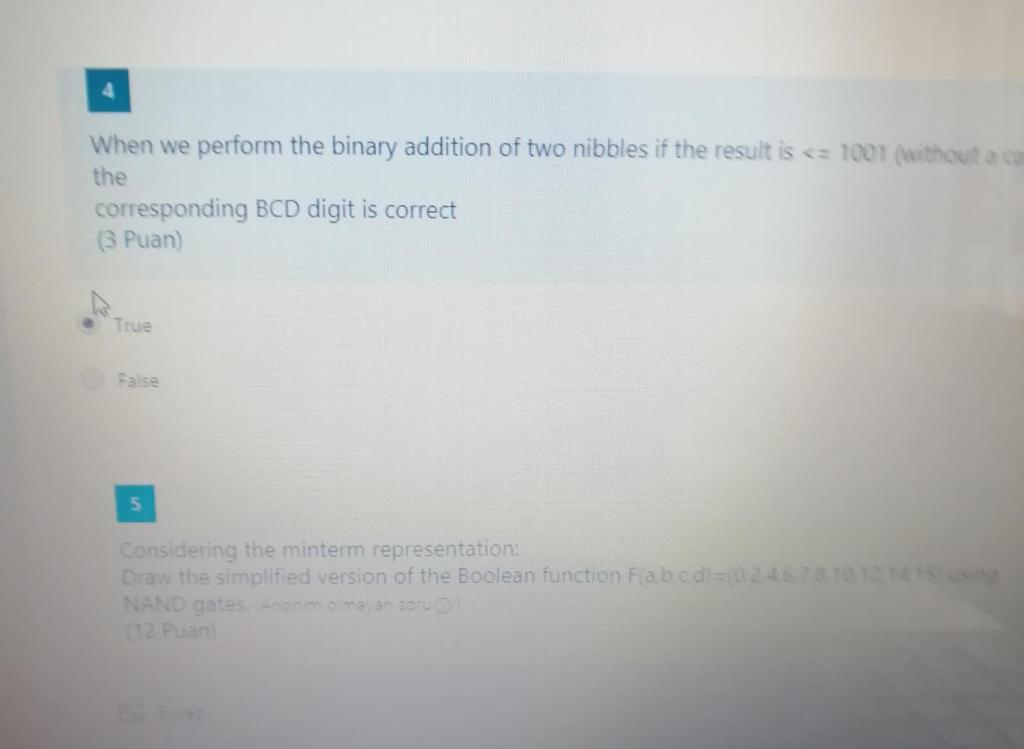 4
When we perform the binary addition of two nibbles if the result is <= 1001 (without a
the
corresponding BCD digit is correct
(3 Puan)
True
False
5
Considering the minterm representation:
Draw the simplified version of the Boolean function F(a,b,c,d)=(0,2,4,6,7,8,10,12,14,15) using
NAND gates. (Anonim olmayan soru)
(12 Puan)